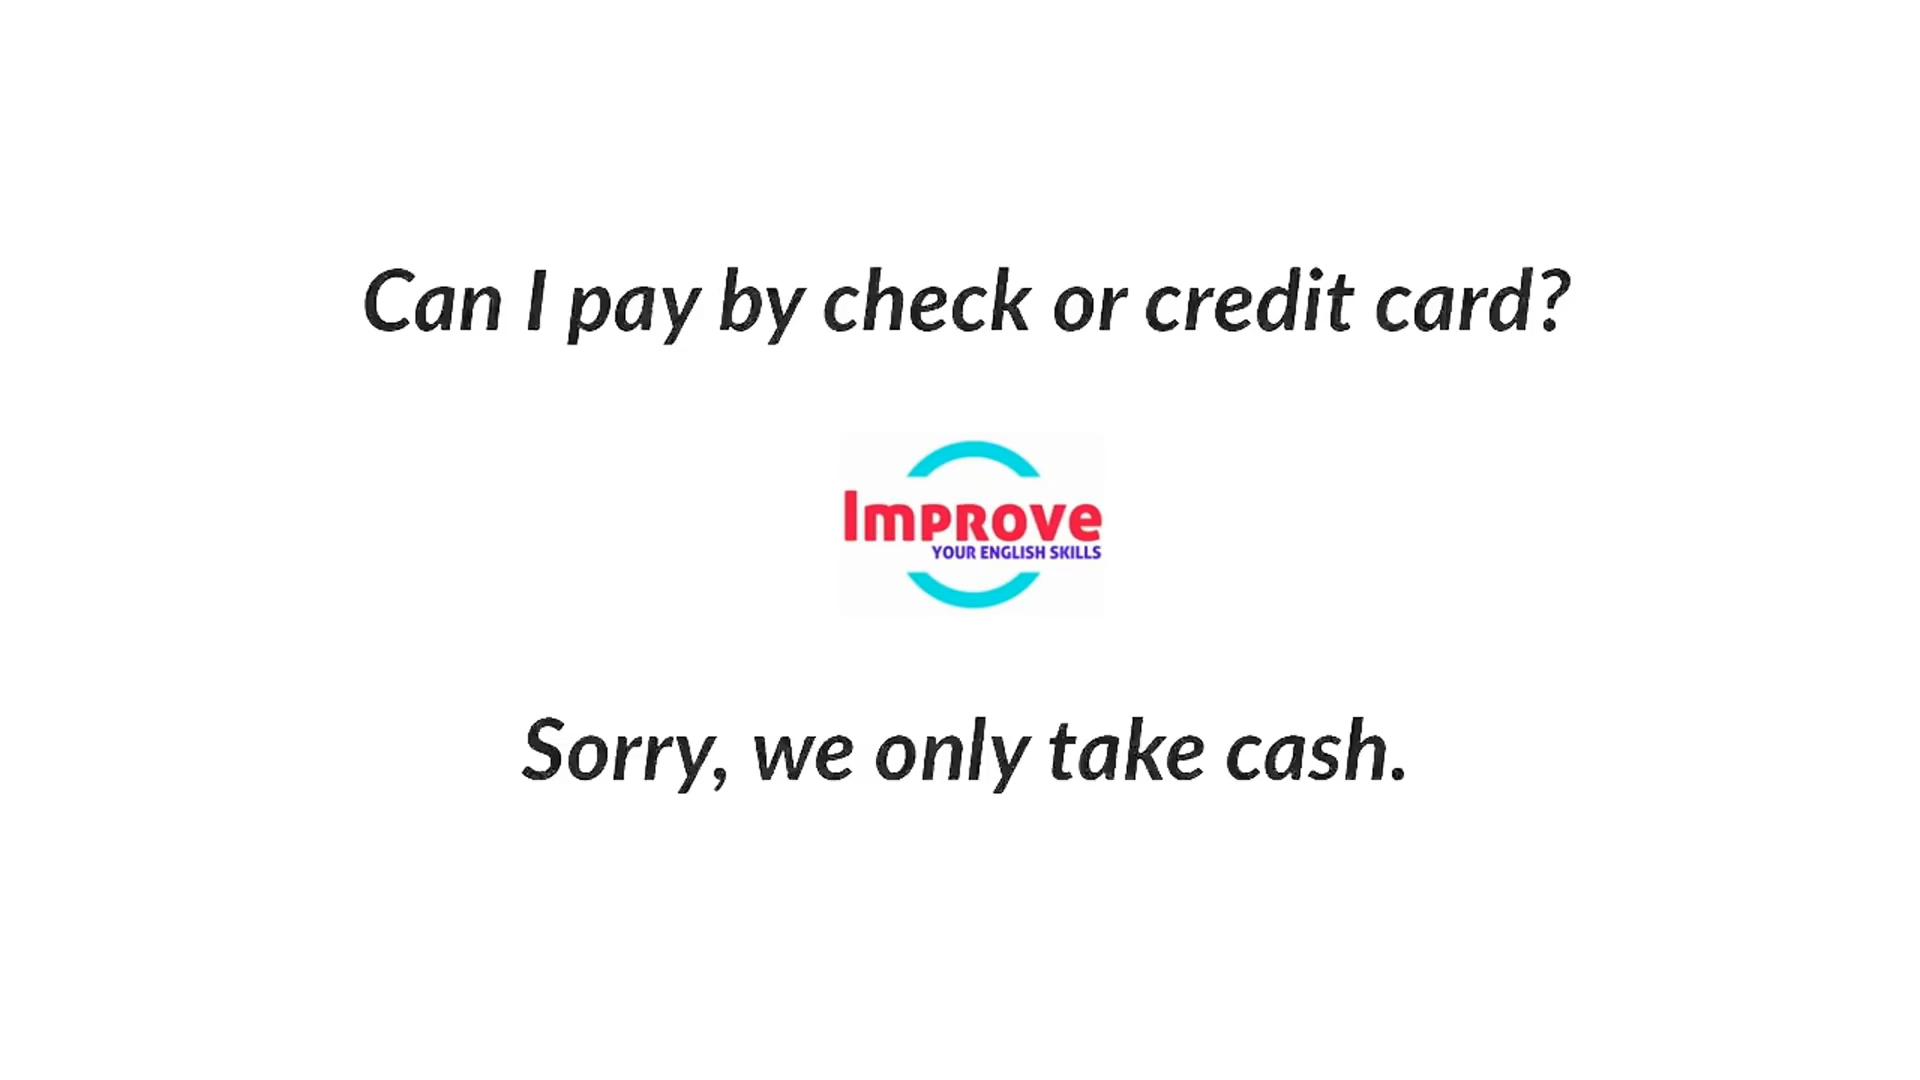 Can I pay by check or credit card?
Improve
YOUR ENGLISH SKILLS
Sorry, we only take cash.